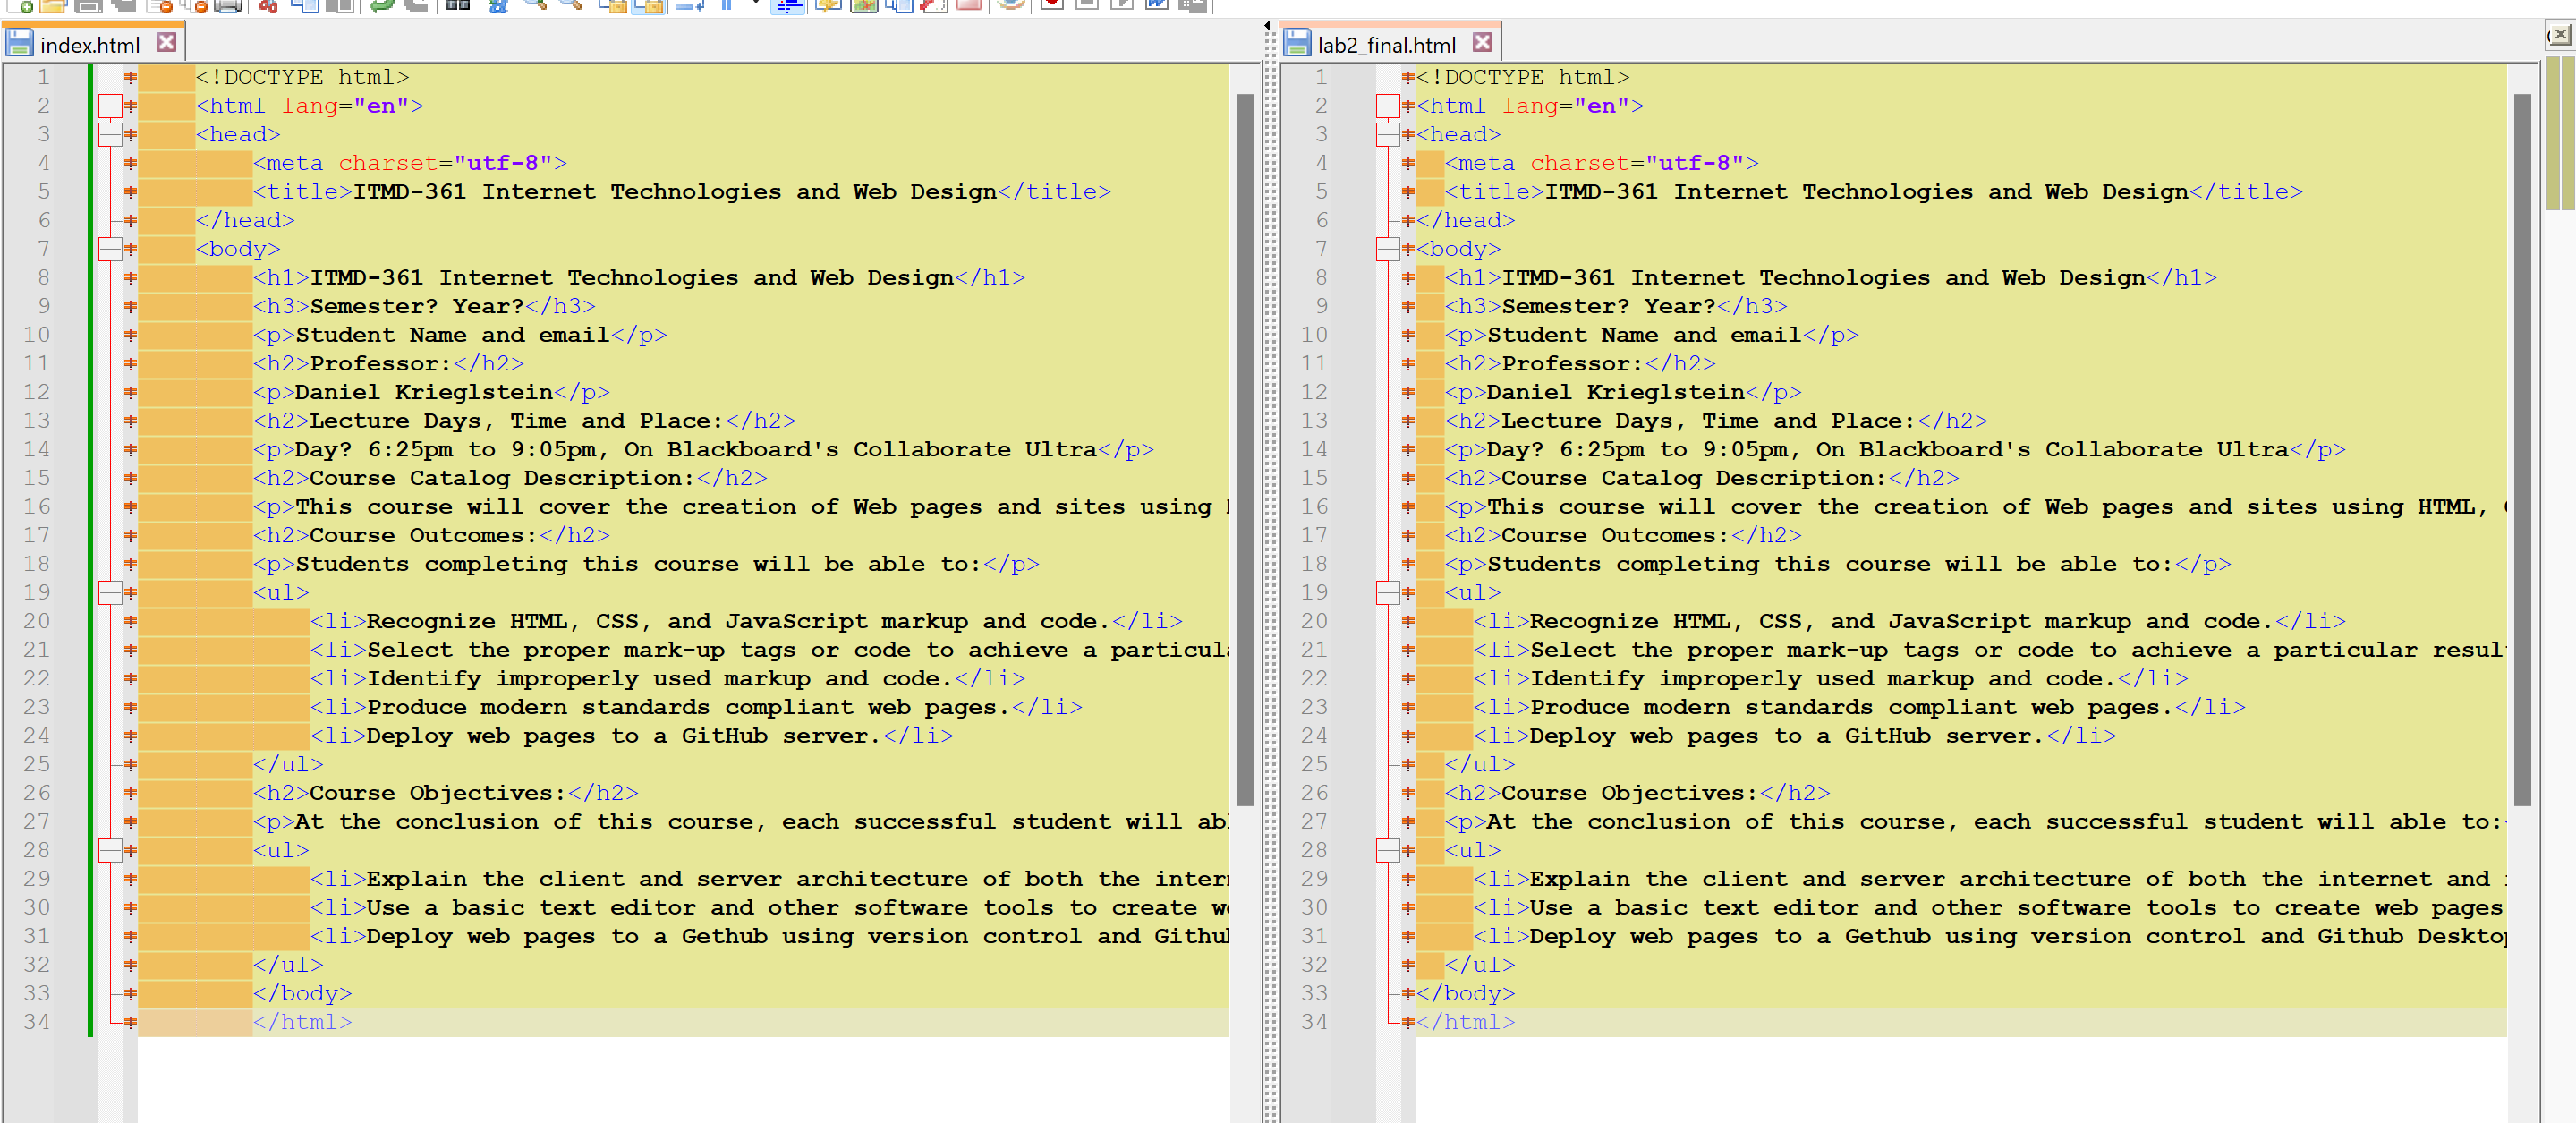 index.html
1 <!DOCTYPE html>
2 <html lang="en">
3 <head>
4 <meta charset="utf-8">
5 <title>ITMD-361 Internet Technologies and Web Design</title>
6 </head>
7 <body>
8 <h1>ITMD-361 Internet Technologies and Web Design</h1>
9 <h3>Semester? Year?</h3>
10 <p>Student Name and email</p>
11 <h2>Professor:</h2>
12 <p>Daniel Krieglstein</p>
13 <h2>Lecture Days, Time and Place:</h2>
14 <p>Day? 6:25pm to 9:05pm, On Blackboard's Collaborate Ultra</p>
15 <h2>Course Catalog Description:</h2>
16 <p>This course will cover the creation of Web pages and sites using
17 <h2>Course Outcomes:</h2>
18 <p>Students completing this course will be able to:</p>
19 <ul>
20 <li>Recognize HTML, CSS, and JavaScript markup and code.</li>
21 <li>Select the proper mark-up tags or code to achieve a particula
22 <li>Identify improperly used markup and code.</li>
23 <li>Produce modern standards compliant web pages.</li>
24 <li>Deploy web pages to a GitHub server.</li>
25 </ul>
26 <h2>Course Objectives:</h2>
27 <p>At the conclusion of this course, each successful student will ab
28 <ul>
29 <li>Explain the client and server architecture of both the inter
30 <li>Use a basic text editor and other software tools to create w
31 <li>Deploy web pages to a Gethub using version control and Githu
32 </ul>
33 </body>
34 </html>
lab2_final.html
1 <!DOCTYPE html>
2 <html lang="en">
3 <head>
4 <meta charset="utf-8">
5 <title>ITMD-361 Internet Technologies and Web Design</title>
6 </head>
7 <body>
8 <h1>ITMD-361 Internet Technologies and Web Design</h1>
9 <h3>Semester? Year?</h3>
10 <p>Student Name and email</p>
11 <h2>Professor:</h2>
12 <p>Daniel Krieglstein</p>
13 <h2>Lecture Days, Time and Place:</h2>
14 <p>Day? 6:25pm to 9:05pm, On Blackboard's Collaborate Ultra</p>
15 <h2>Course Catalog Description:</h2>
16 <p>This course will cover the creation of Web pages and sites using HTML,
17 <h2>Course Outcomes:</h2>
18 <p>Students completing this course will be able to:</p>
19 <ul>
20 <li>Recognize HTML, CSS, and JavaScript markup and code.</li>
21 <li>Select the proper mark-up tags or code to achieve a particular resul
22 <li>Identify improperly used markup and code.</li>
23 <li>Produce modern standards compliant web pages.</li>
24 <li>Deploy web pages to a GitHub server.</li>
25 </ul>
26 <h2>Course Objectives:</h2>
27 <p>At the conclusion of this course, each successful student will able to:
28 <ul>
29 <li>Explain the client and server architecture of both the internet and
30 <li>Use a basic text editor and other software tools to create web pages
31 <li>Deploy web pages to a Gethub using version control and Github Deskto
32 </ul>
33 </body>
34 </html>